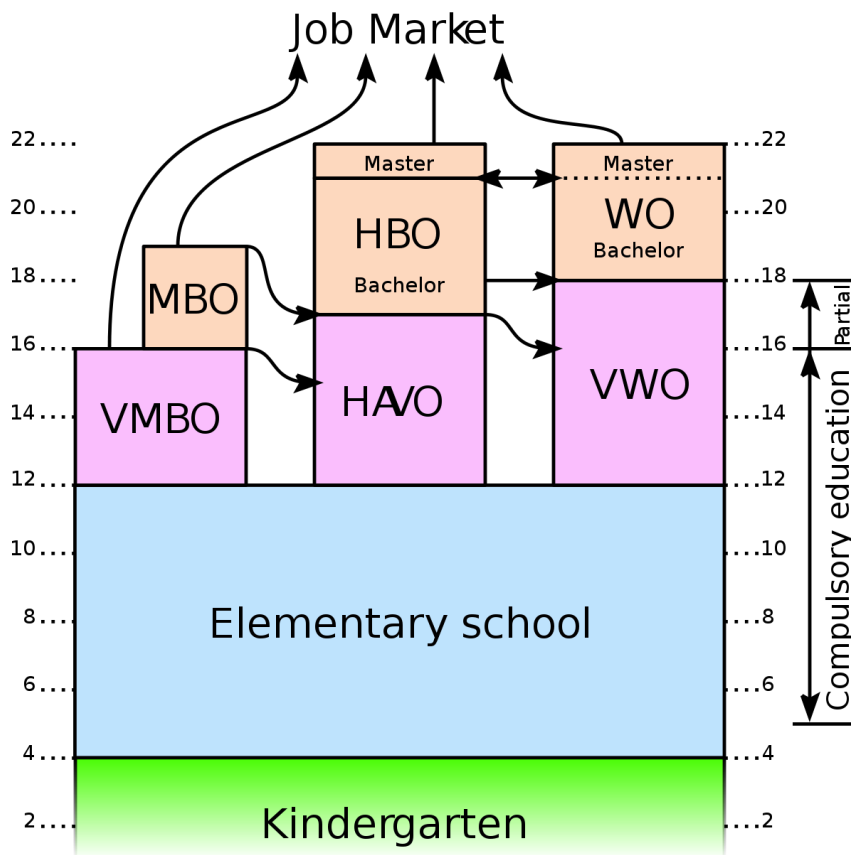 Job Market
22.... ....22
Master Master
20.... ....20
WO
HBO
Bachelor
18.... ....18
Bachelor
MBO
Partial
16.... ....16
VWO
HAVO
14.... ....14
VMBO
12.... ....12
Compulsory education
10.... ....10
8.... ....8
Elementary school
6.... ....6
4.... ....4
2.... ....2
Kindergarten